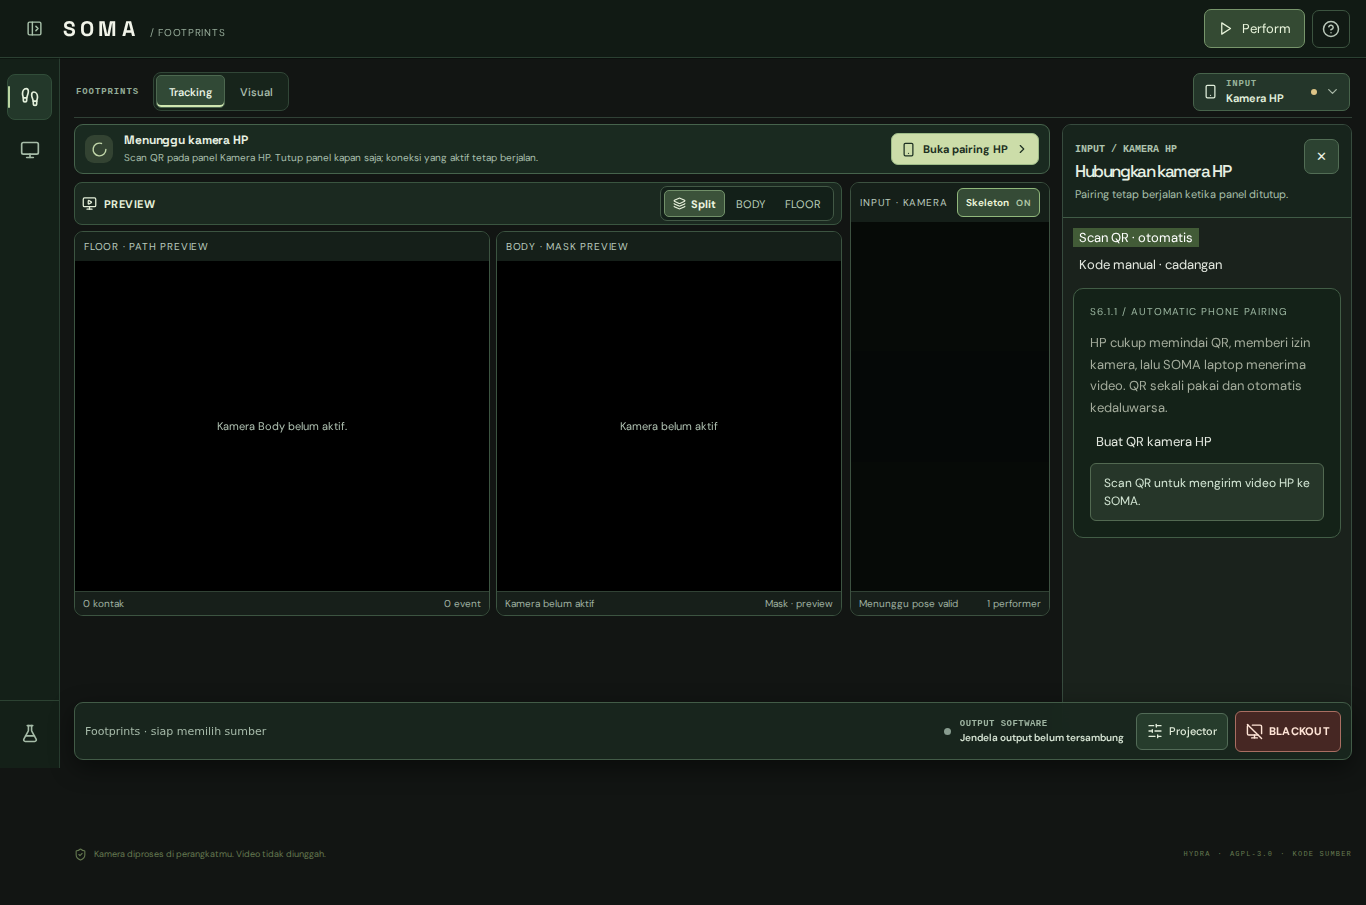 SOMA / FOOTPRINTS
Perform
FOOTPRINTS
Tracking
Visual
INPUT
Kamera HP
Menunggu kamera HP
Scan QR pada panel Kamera HP. Tutup panel kapan saja; koneksi yang aktif tetap berjalan.
Buka pairing HP
PREVIEW
Split
BODY
FLOOR
INPUT · KAMERA
Skeleton ON
FLOOR · PATH PREVIEW
BODY · MASK PREVIEW
Kamera Body belum aktif.
Kamera belum aktif
0 kontak
0 event
Kamera belum aktif
Mask · preview
Menunggu pose valid
1 performer
INPUT / KAMERA HP
Hubungkan kamera HP
Pairing tetap berjalan ketika panel ditutup.
Scan QR · otomatis
Kode manual · cadangan
S6.1.1 / AUTOMATIC PHONE PAIRING
HP cukup memindai QR, memberi izin
kamera, lalu SOMA laptop menerima
video. QR sekali pakai dan otomatis
kedaluwarsa.
Buat QR kamera HP
Scan QR untuk mengirim video HP ke
SOMA.
Footprints · siap memilih sumber
OUTPUT SOFTWARE
Jendela output belum tersambung
Projector
BLACKOUT
Kamera diproses di perangkatmu. Video tidak diunggah.
HYDRA · AGPL-3.0 · KODE SUMBER